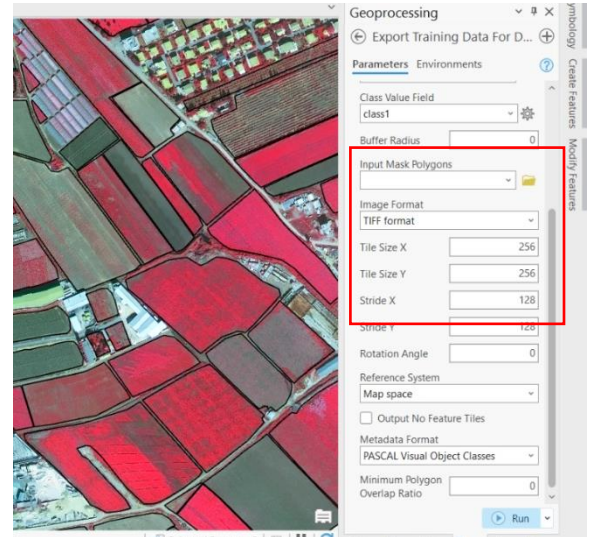 Geoprocessing
Export Training Data For D...
Parameters Environments
Class Value Field
class1
Buffer Radius 0
Input Mask Polygons
Image Format
TIFF format
Tile Size X 256
Tile Size Y 256
Stride X 128
Stride Y 128
Rotation Angle 0
Reference System
Map space
Output No Feature Tiles
Metadata Format
PASCAL Visual Object Classes
Minimum Polygon
Overlap Ratio 0
Run
Create Features
Modify Features